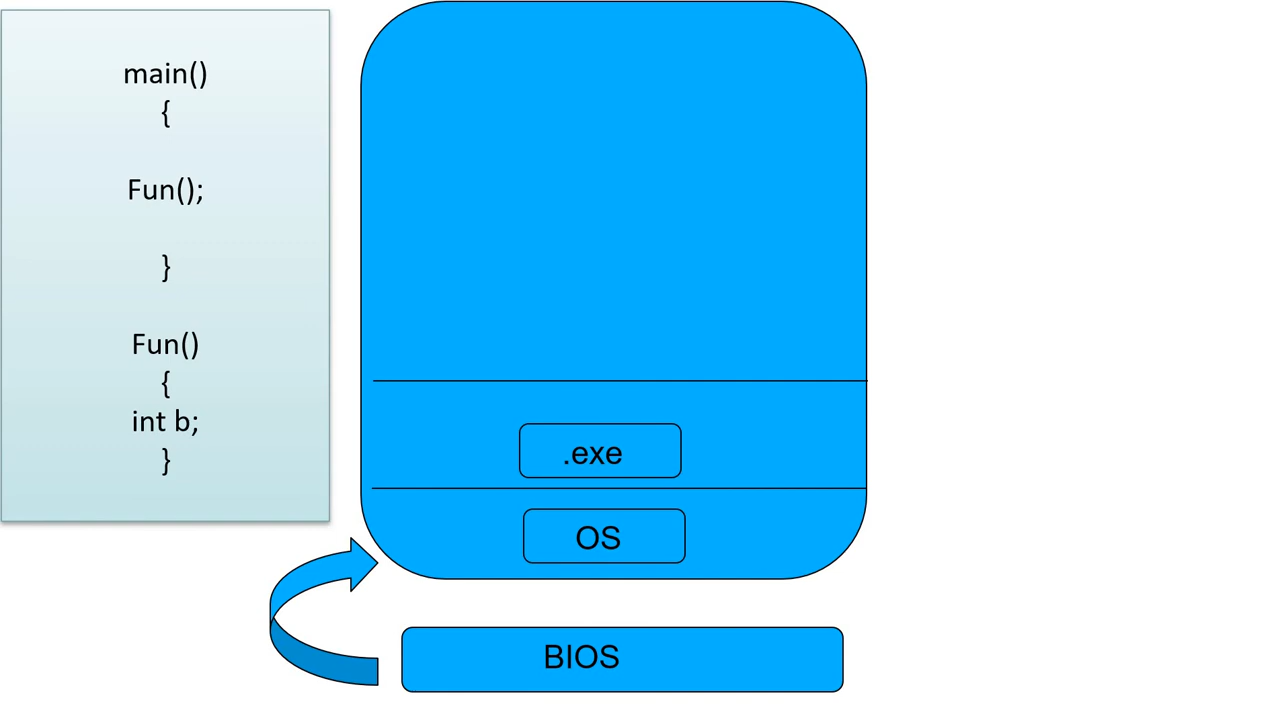 main()
{
Fun();
}
Fun()
{
int b;
}
.exe
OS
BIOS